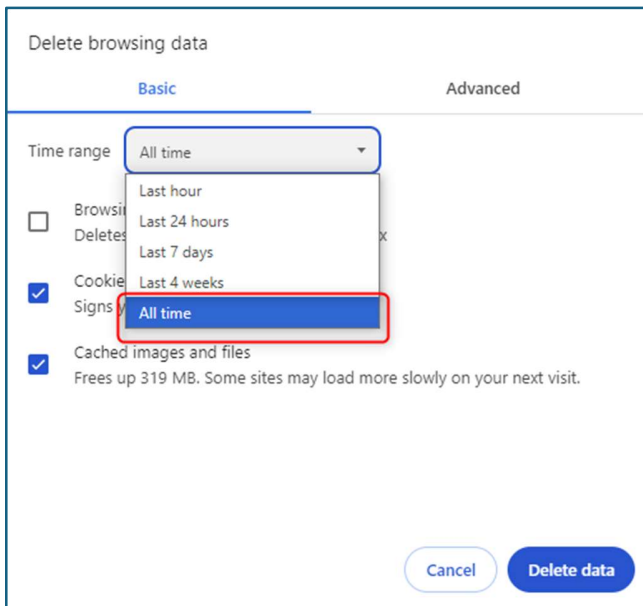 Delete browsing data
Basic
Advanced
Time range
All time
Last hour
Last 24 hours
Last 7 days
Last 4 weeks
All time
Deletes
Cookie
Signs
Cached images and files
Frees up 319 MB. Some sites may load more slowly on your next visit.
Cancel
Delete data